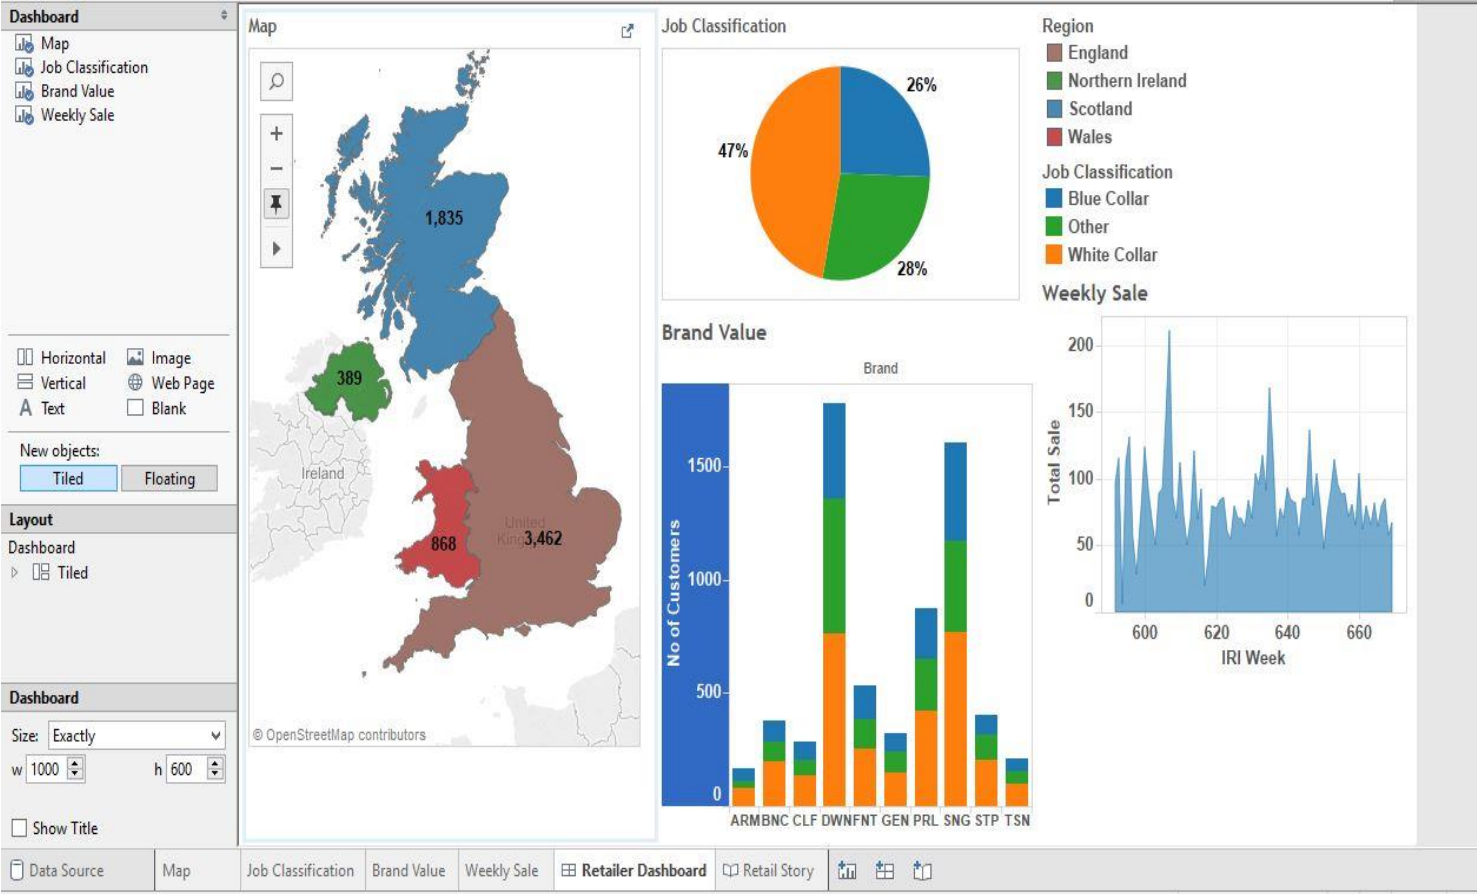 Dashboard
Map
Job Classification
Brand Value
Weekly Sale
Horizontal
Image
Vertical
Web Page
A Text
Blank
New objects:
Tiled
Floating
Layout
Dashboard
Tiled
Dashboard
Size: Exactly
w 1000
h 600
Show Title
Map
1,835
389
Ireland
United
King
868
3,462
© OpenStreetMap contributors
Job Classification
26%
47%
28%
Brand Value
Brand
No of Customers
1500
1000
500
0
ARM BNC CLF DWN FNT GEN PRL SNG STP TSN
Region
England
Northern Ireland
Scotland
Wales
Job Classification
Blue Collar
Other
White Collar
Weekly Sale
Total Sale
200
150
100
50
0
600 620 640 660
IRI Week
Data Source
Map
Job Classification
Brand Value
Weekly Sale
Retailer Dashboard
Retail Story